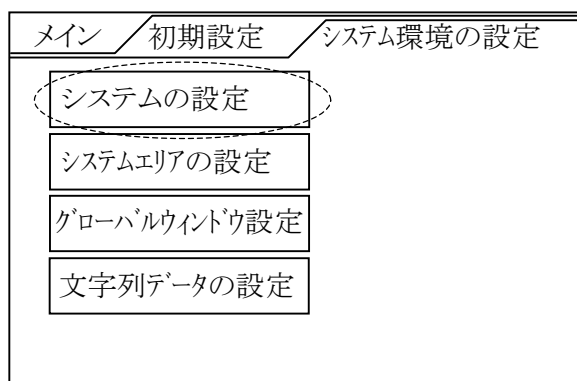 メイン 初期設定 システム環境の設定
システムの設定
システムエリアの設定
グローバルウィンドウ設定
文字列データの設定